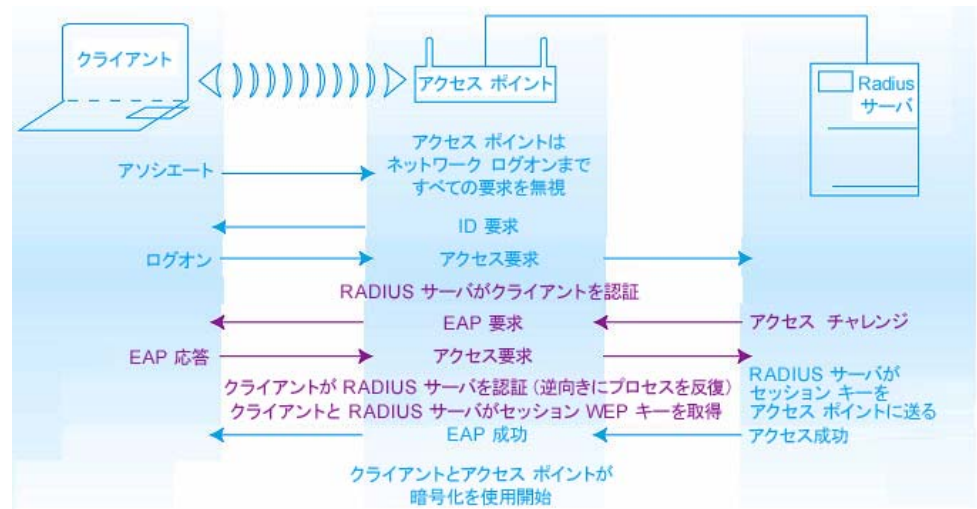 クライアント
アクセス ポイント
Radius
サーバ
アソシエート
アクセス ポイントは
ネットワーク ログオンまで
すべての要求を無視
ID 要求
ログオン
アクセス要求
RADIUS サーバがクライアントを認証
EAP 要求
アクセス チャレンジ
EAP 応答
アクセス要求
クライアントが RADIUS サーバを認証（逆向きにプロセスを反復）
クライアントと RADIUS サーバがセッション WEP キーを取得
RADIUS サーバが
セッション キーを
アクセス ポイントに送る
EAP 成功
アクセス成功
クライアントとアクセス ポイントが
暗号化を使用開始